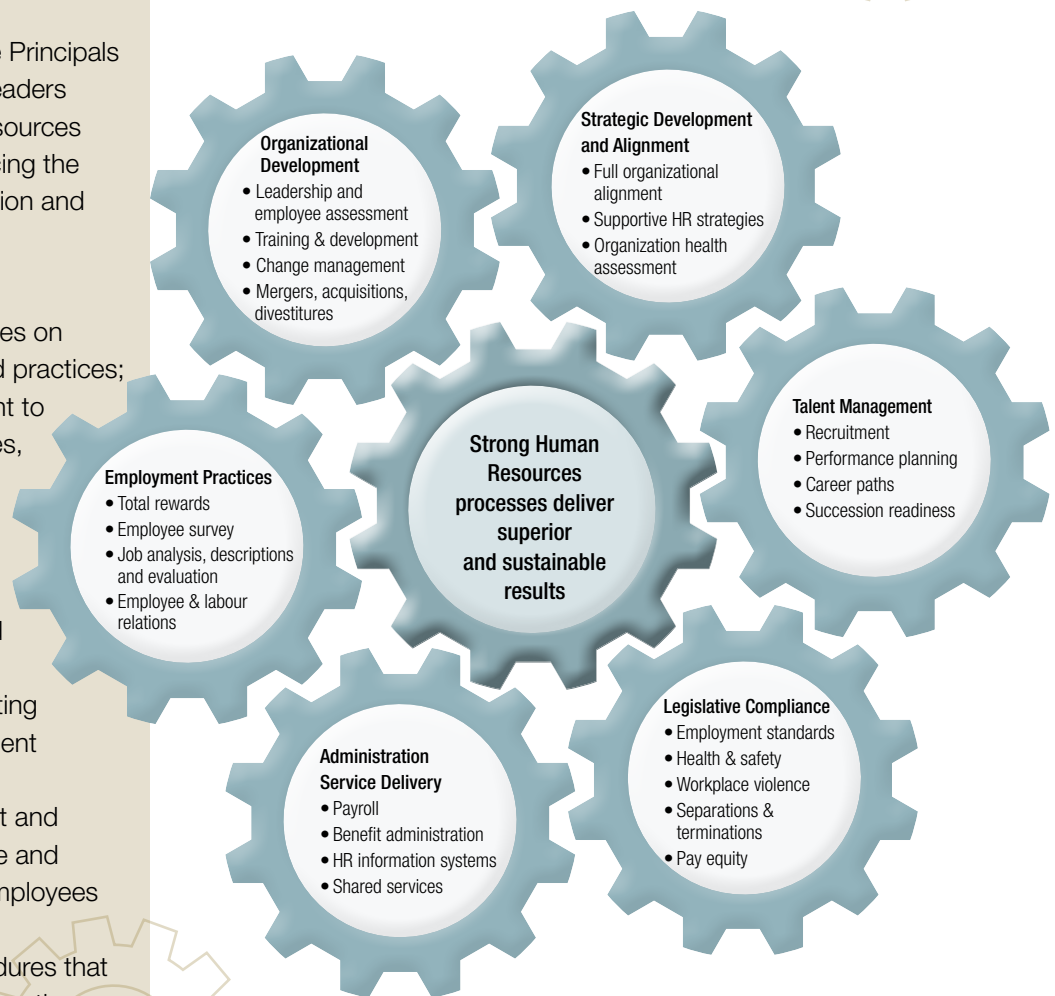 e Principals
eaders
sources
ing the
ion and
es on
d practices;
nt to
es,
ting
ent
t and
e and
mployees
dures that
Organizational
Development
• Leadership and
employee assessment
• Training & development
• Change management
• Mergers, acquisitions,
divestitures
Strategic Development
and Alignment
• Full organizational
alignment
• Supportive HR strategies
• Organization health
assessment
Talent Management
• Recruitment
• Performance planning
• Career paths
• Succession readiness
Strong Human
Resources
processes deliver
superior
and sustainable
results
Employment Practices
• Total rewards
• Employee survey
• Job analysis, descriptions
and evaluation
• Employee & labour
relations
Administration
Service Delivery
• Payroll
• Benefit administration
• HR information systems
• Shared services
Legislative Compliance
• Employment standards
• Health & safety
• Workplace violence
• Separations &
terminations
• Pay equity